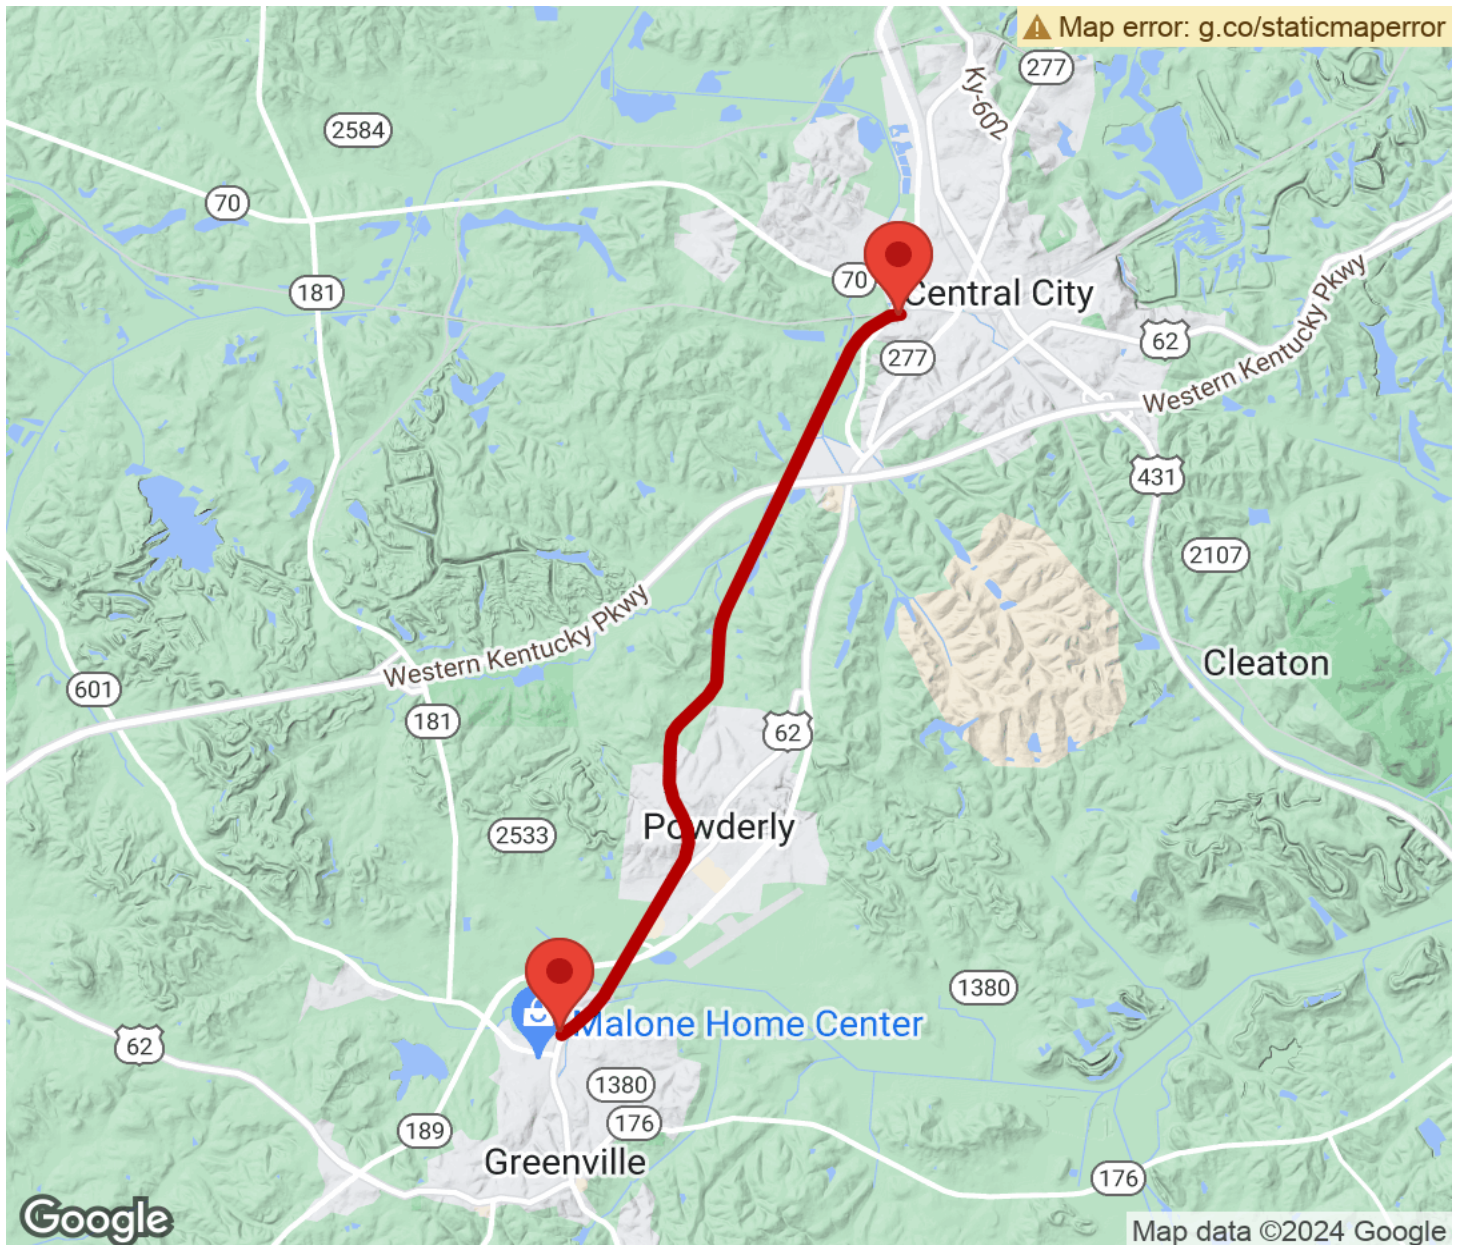 Map error: g.co/staticmaperror
277
Ky-602
2584
70
70
181
Central City
277
62
Western Kentucky Pkwy
431
2107
Western Kentucky Pkwy
Cleaton
601
181
62
Powderly
2533
1380
Malone Home Center
62
1380
189
176
Greenville
176
Google
Map data ©2024 Google